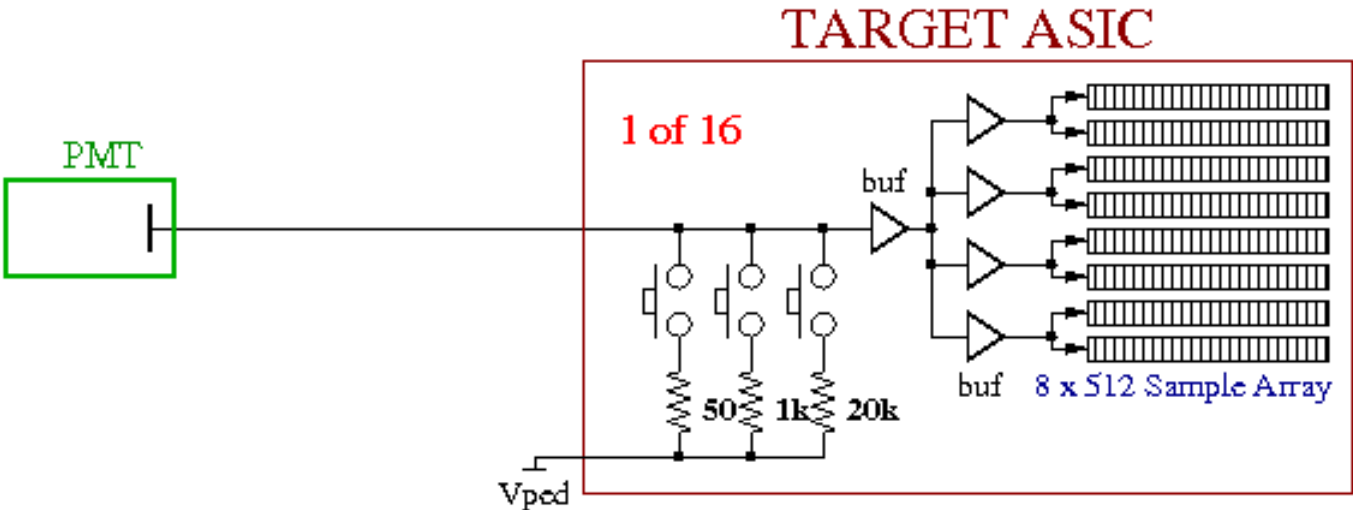 TARGET ASIC
1 of 16
PMT
buf
50 1k 20k
buf 8 x 512 Sample Array
Vped